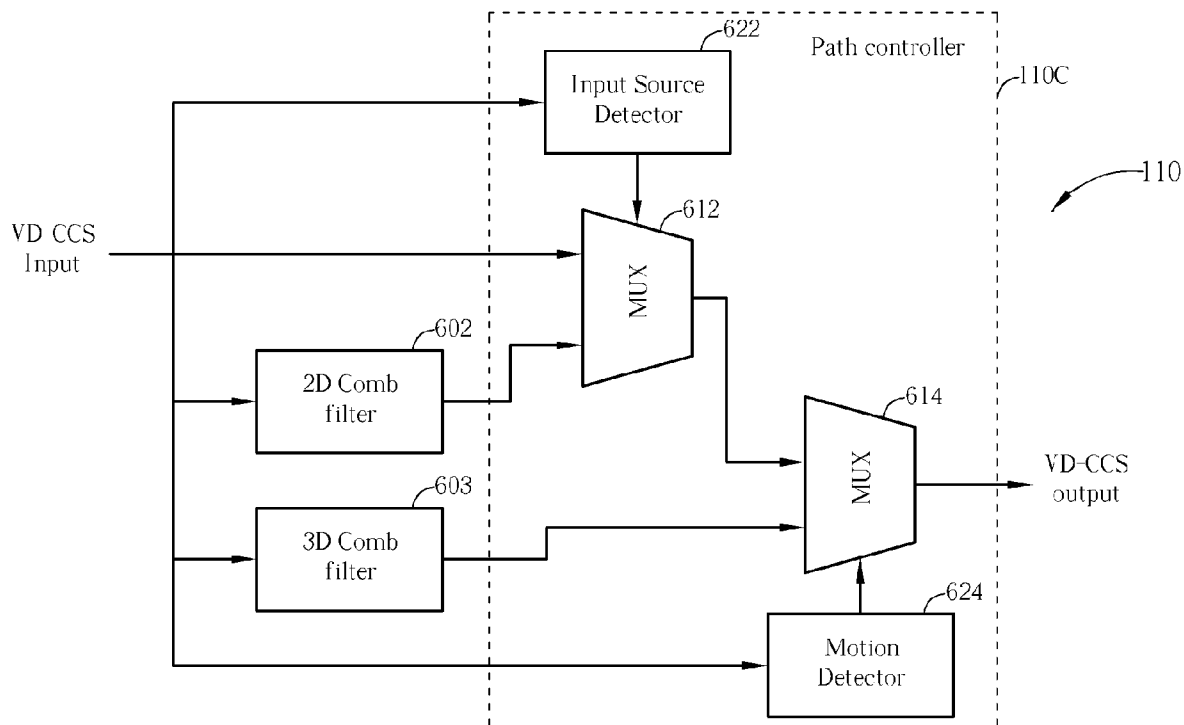 622
Path controller
110C
Input Source
Detector
110
612
VD-CCS
Input
MUX
602
2D Comb
filter
614
MUX
VD-CCS
output
603
3D Comb
filter
624
Motion
Detector